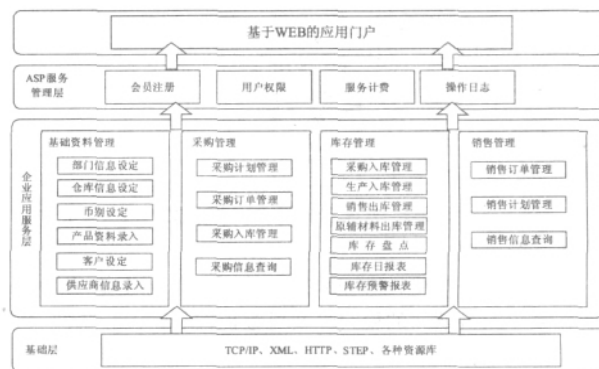 基于WEB的应用门户
ASP服务
管理层
会员注册
用户权限
服务计费
操作日志
企业应用服务层
基础资料管理
部门信息设定
仓库信息设定
币别设定
产品资料录入
客户设定
供应商信息录入
采购管理
采购计划管理
采购订单管理
采购入库管理
采购信息查询
库存管理
采购入库管理
生产入库管理
销售出库管理
原辅材料出库管理
库存盘点
库存日报表
库存预警报表
销售管理
销售订单管理
销售计划管理
销售信息查询
基础层
TCP/IP、XML、HTTP、STEP、各种资源库